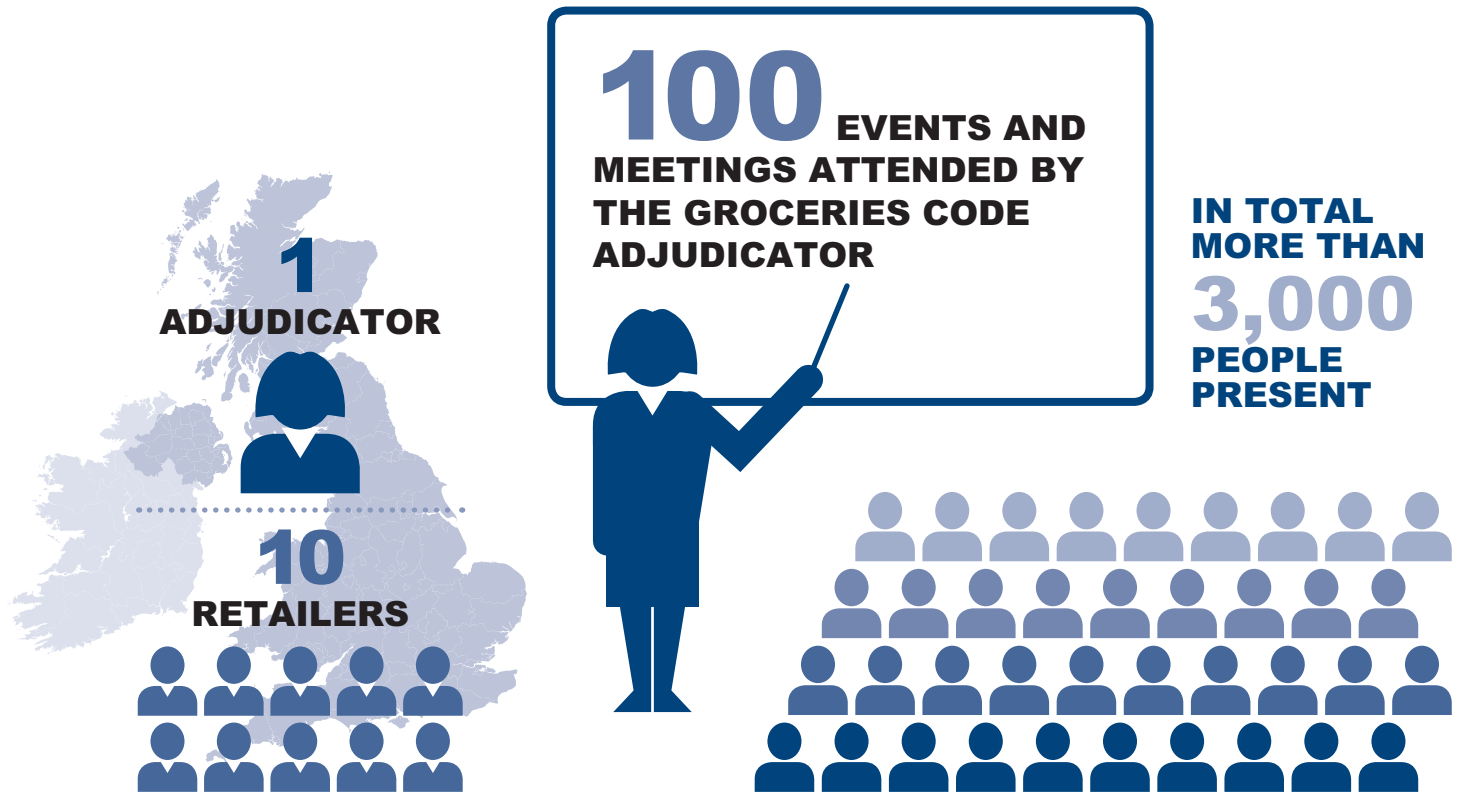 1
ADJUDICATOR
10
RETAILERS
100 EVENTS AND
MEETINGS ATTENDED BY
THE GROCERIES CODE
ADJUDICATOR
IN TOTAL
MORE THAN
3,000
PEOPLE
PRESENT